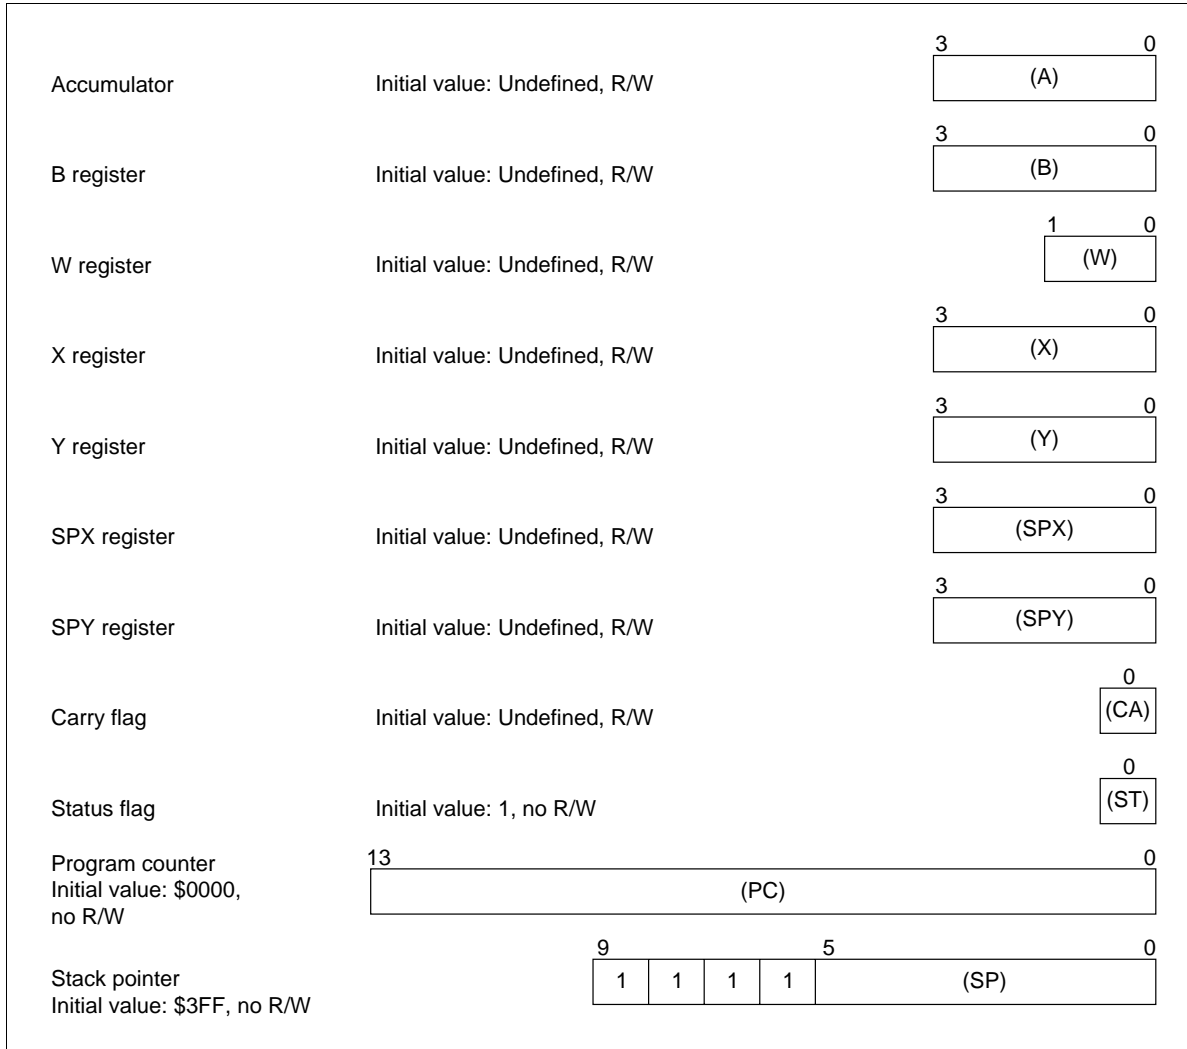 3 0
Accumulator Initial value: Undefined, R/W (A)
3 0
B register Initial value: Undefined, R/W (B)
1 0
W register Initial value: Undefined, R/W (W)
3 0
X register Initial value: Undefined, R/W (X)
3 0
Y register Initial value: Undefined, R/W (Y)
3 0
SPX register Initial value: Undefined, R/W (SPX)
3 0
SPY register Initial value: Undefined, R/W (SPY)
0
Carry flag Initial value: Undefined, R/W (CA)
0
Status flag Initial value: 1, no R/W (ST)
Program counter 13 0
Initial value: $0000, (PC)
no R/W
9 5 0
Stack pointer 1 1 1 1 (SP)
Initial value: $3FF, no R/W